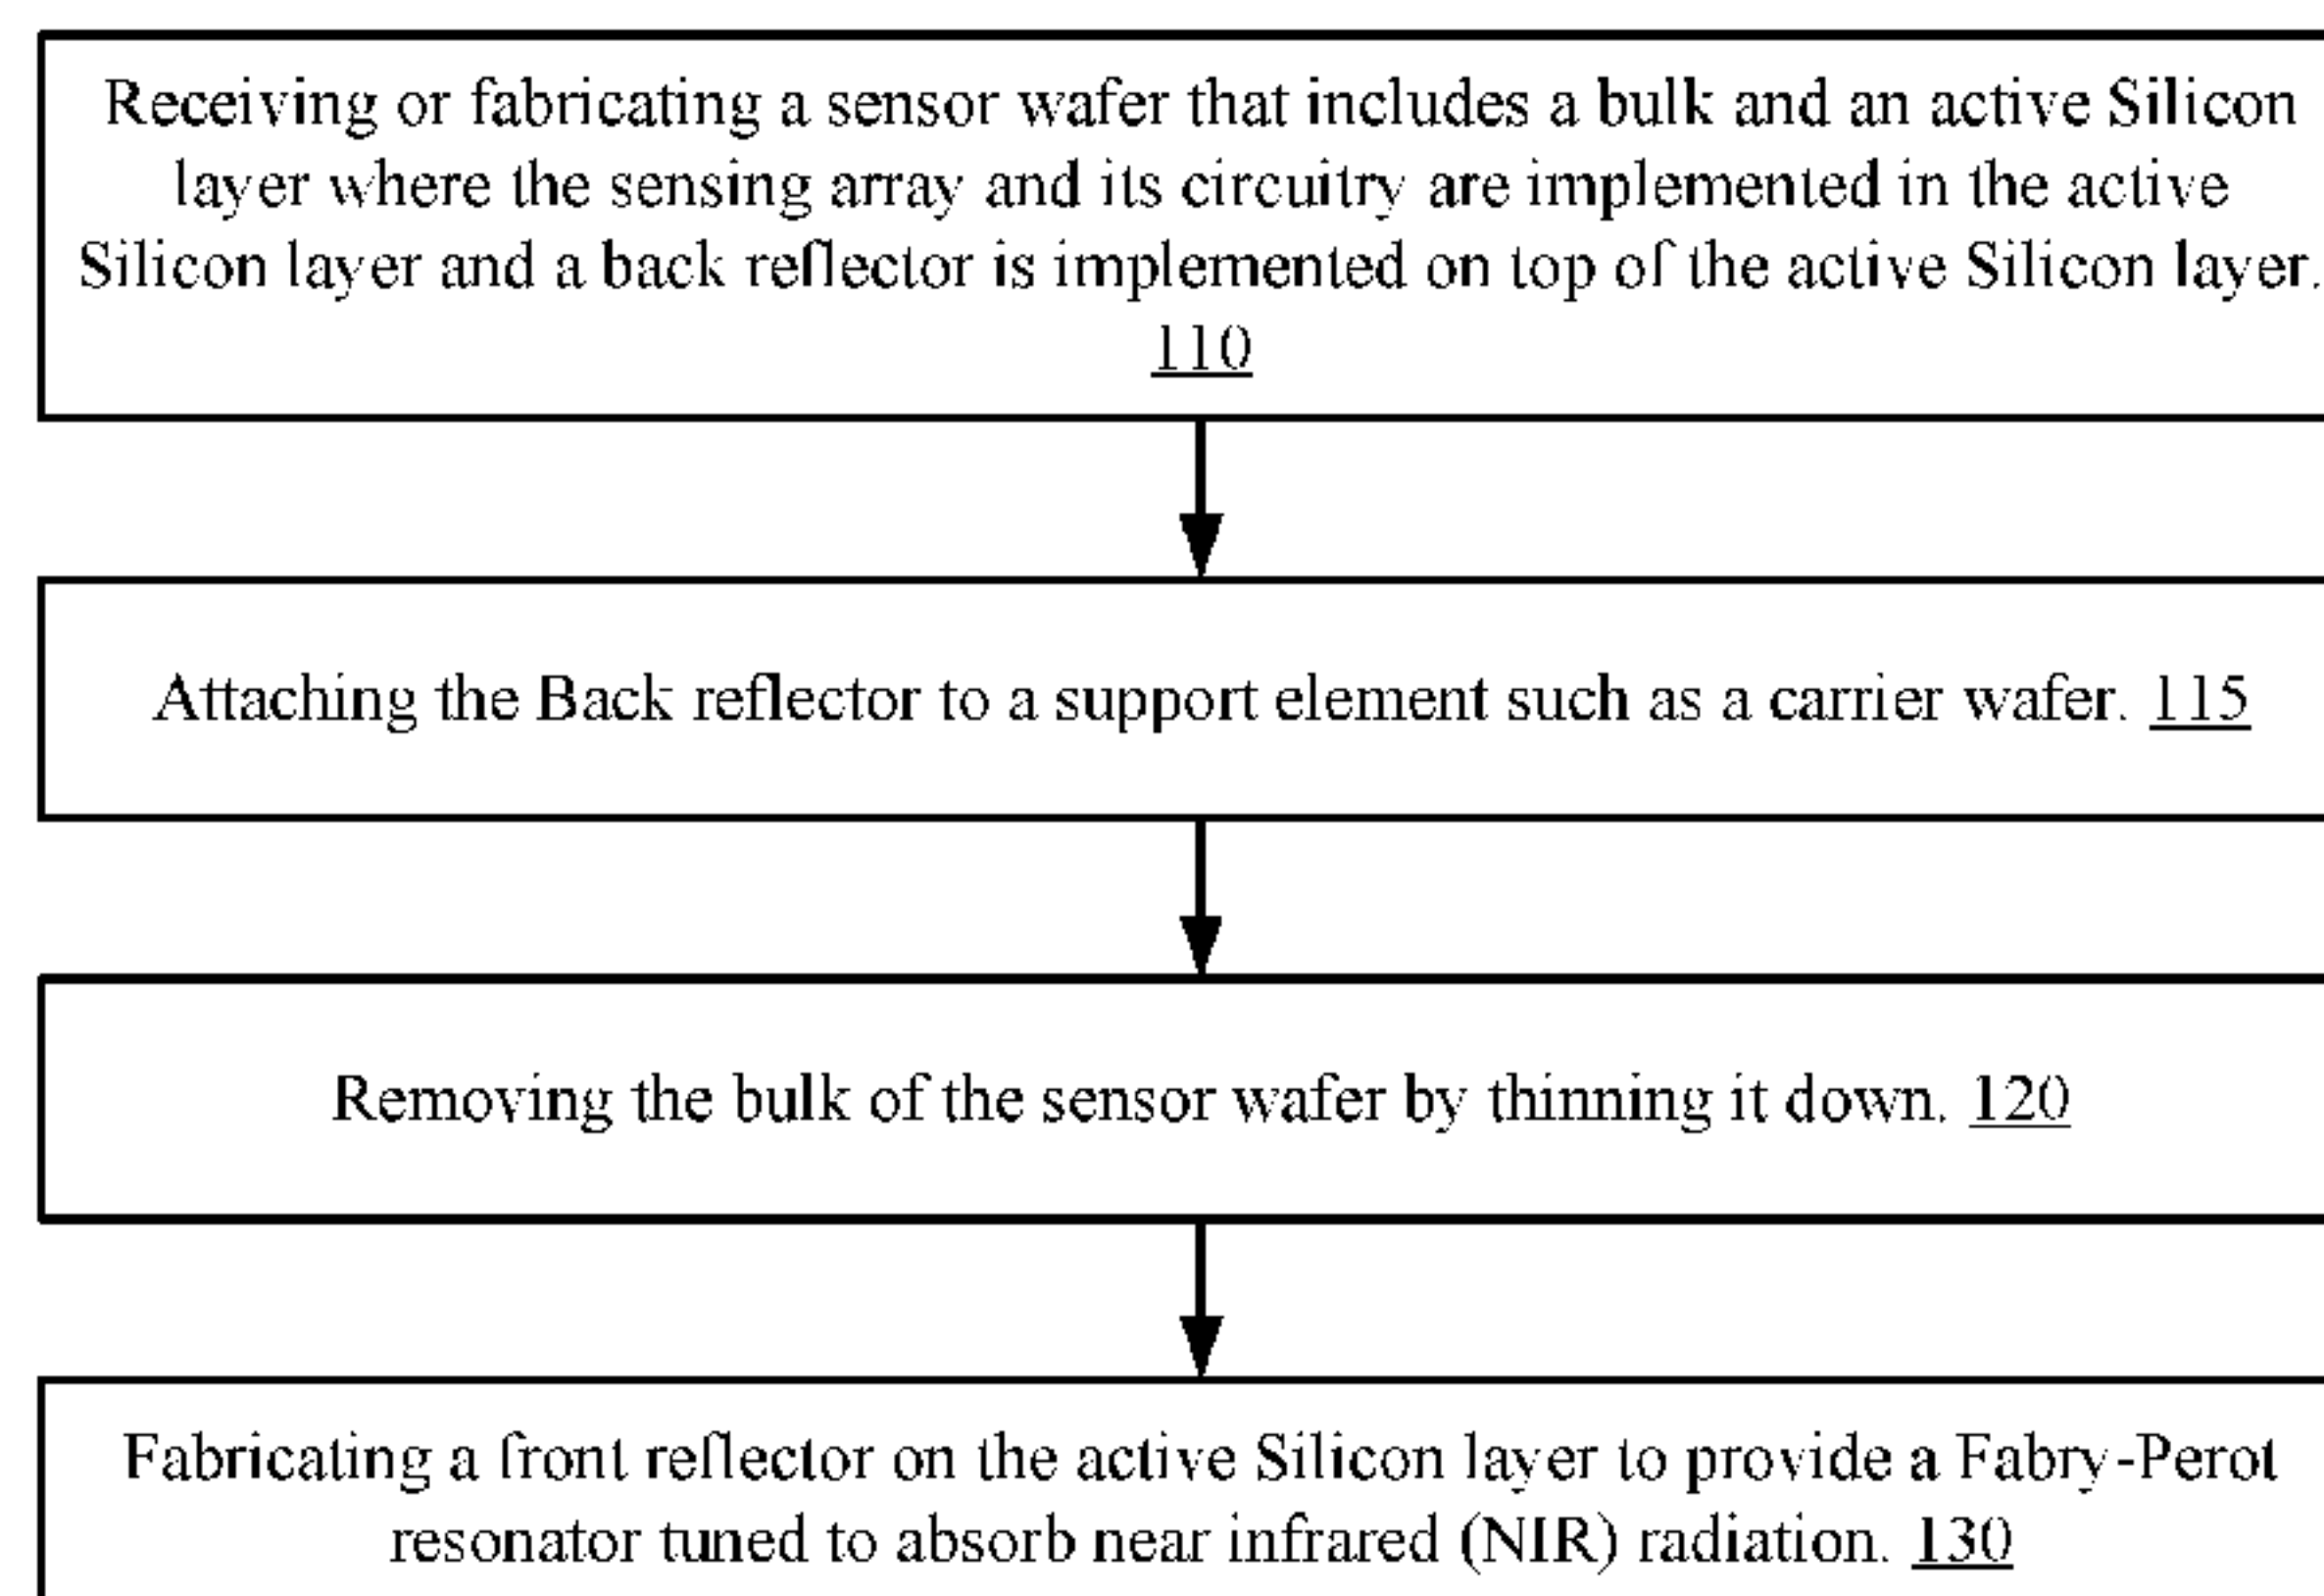 Receiving or fabricating a sensor wafer that includes a bulk and an active Silicon
layer where the sensing array and its circuitry are implemented in the active
Silicon layer and a back reflector is implemented on top of the active Silicon layer.
110
Attaching the Back reflector to a support element such as a carrier wafer. 115
Removing the bulk of the sensor wafer by thinning it down. 120
Fabricating a front reflector on the active Silicon layer to provide a Fabry-Perot
resonator tuned to absorb near infrared (NIR) radiation. 130